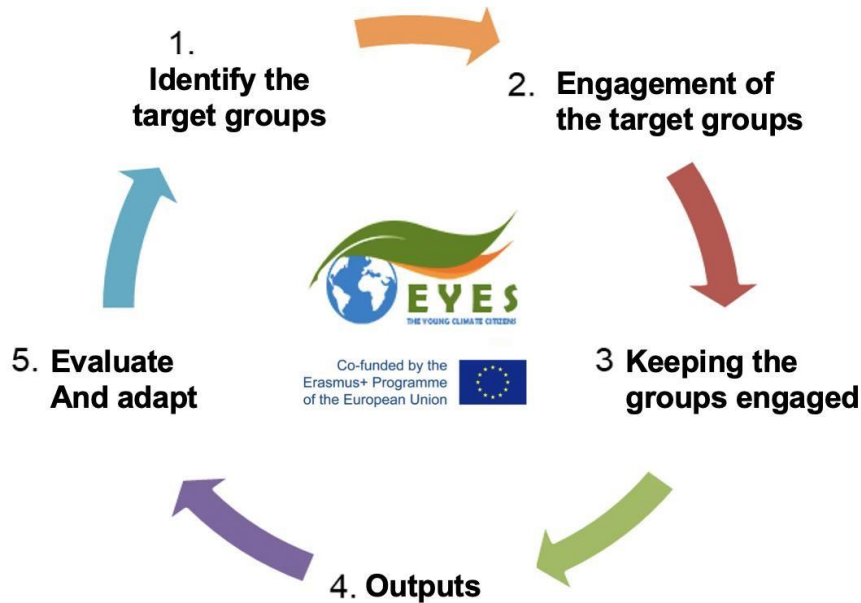 1.
Identify the
target groups
2. Engagement of
the target groups
EYES
THE YOUNG CLIMATE CITIZENS
Co-funded by the
Erasmus+ Programme
of the European Union
3 Keeping the
groups engaged
4. Outputs
5. Evaluate
And adapt